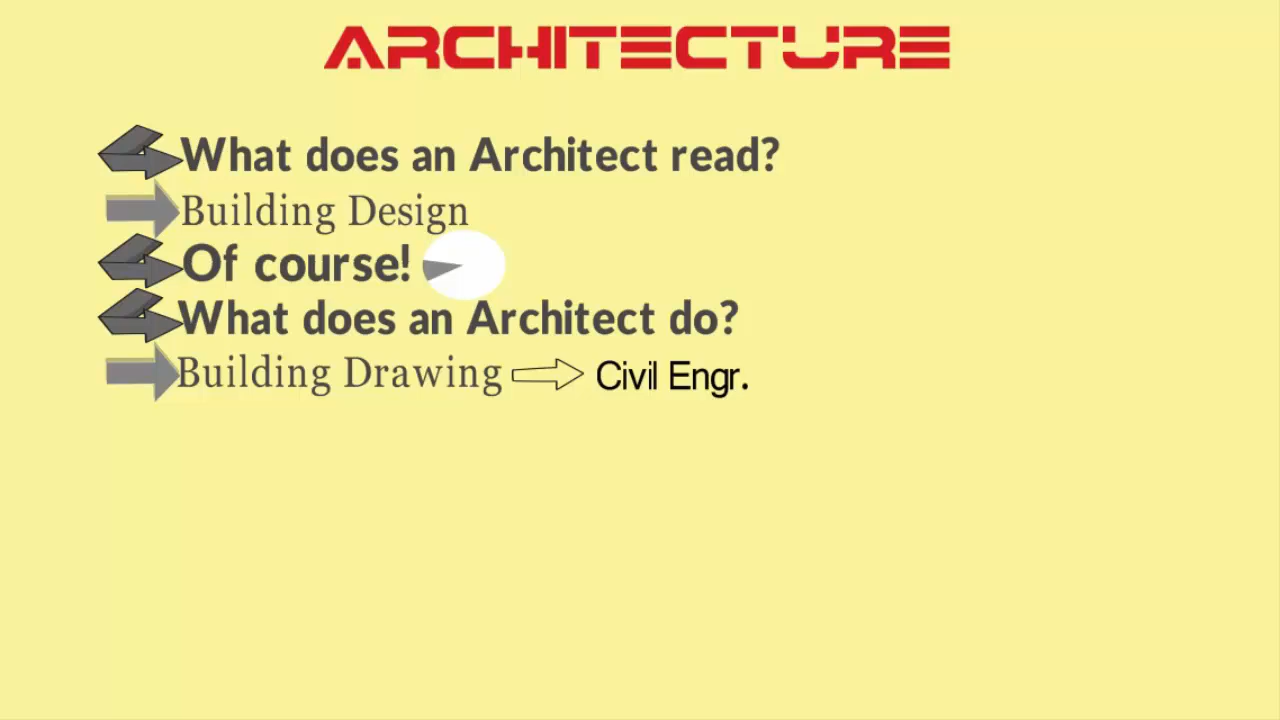 ARCHITECTURE
What does an Architect read?
Building Design
Of course!
What does an Architect do?
Building Drawing Civil Engr.